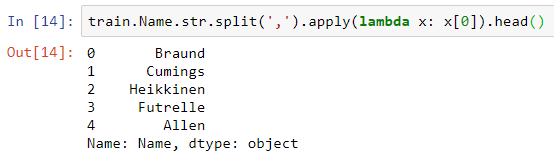 In [14]: train.Name.str.split(',').apply(lambda x: x[0]).head()
Out[14]: 0 Braund
1 Cumings
2 Heikkinen
3 Futrelle
4 Allen
Name: Name, dtype: object